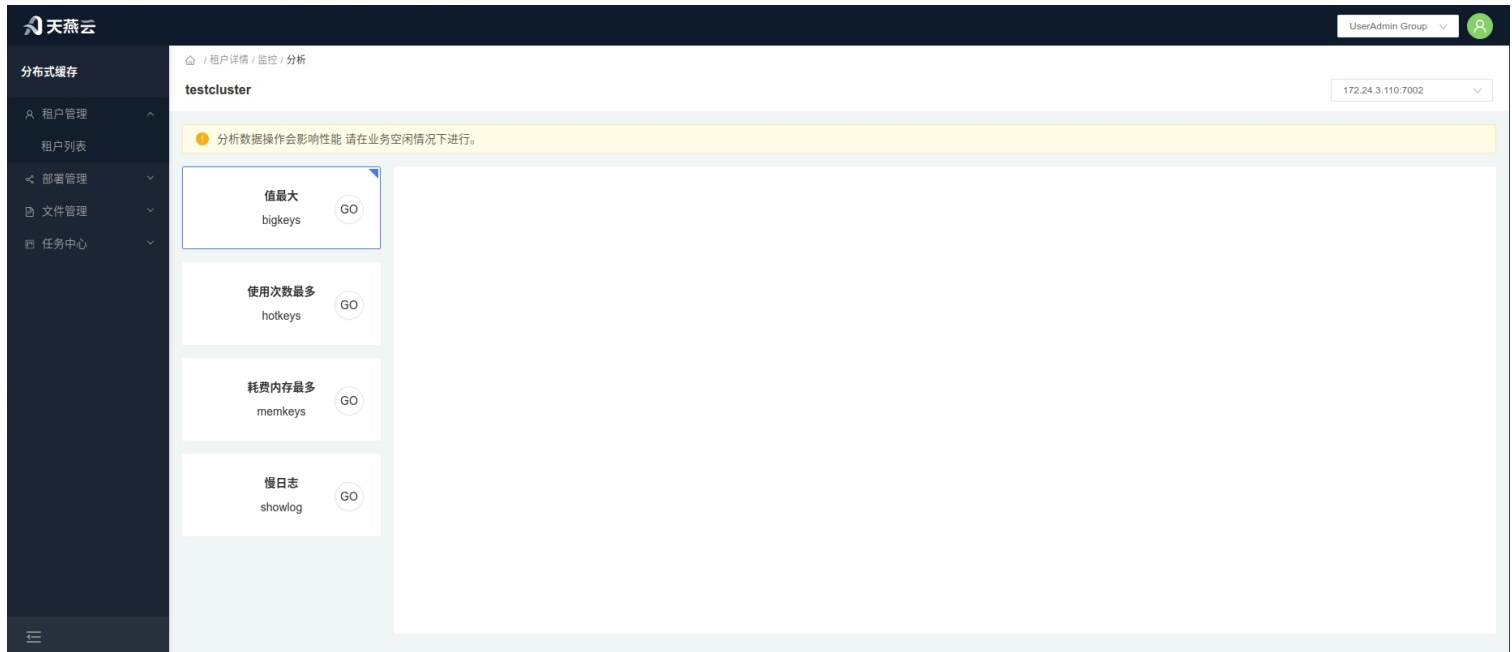 天燕云
UserAdmin Group
分布式缓存
/ 租户详情 / 监控 / 分析
testcluster
172.24.3.110:7002
租户管理
租户列表
部署管理
文件管理
任务中心
分析数据操作会影响性能 请在业务空闲情况下进行。
值最大
bigkeys
GO
使用次数最多
hotkeys
GO
耗费内存最多
memkeys
GO
慢日志
showlog
GO